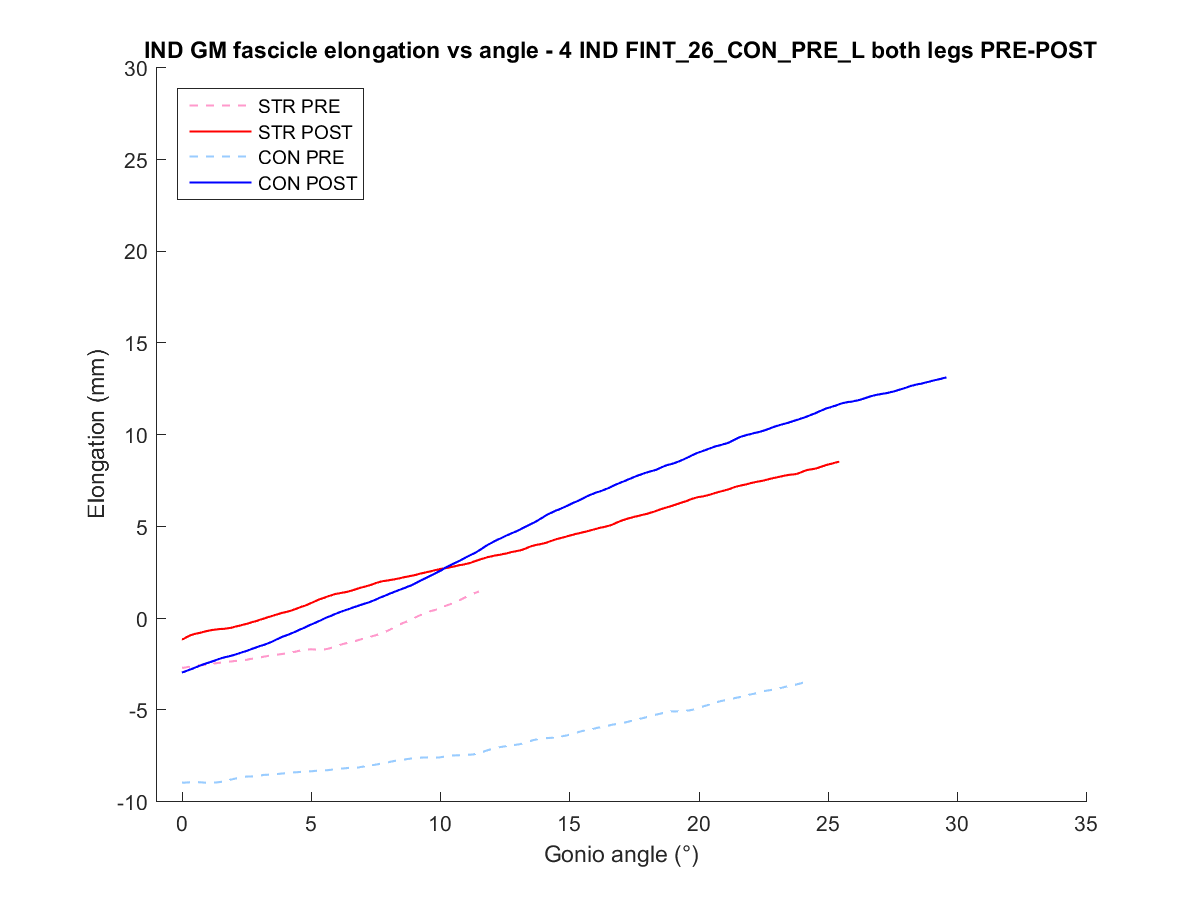 IND GM fascicle elongation vs angle - 4 IND FINT_26_CON_PRE_L both legs PRE-POST
30
25
20
15
10
5
0
-5
-10
Elongation (mm)
STR PRE
STR POST
CON PRE
CON POST
0 5 10 15 20 25 30 35
Gonio angle (°)